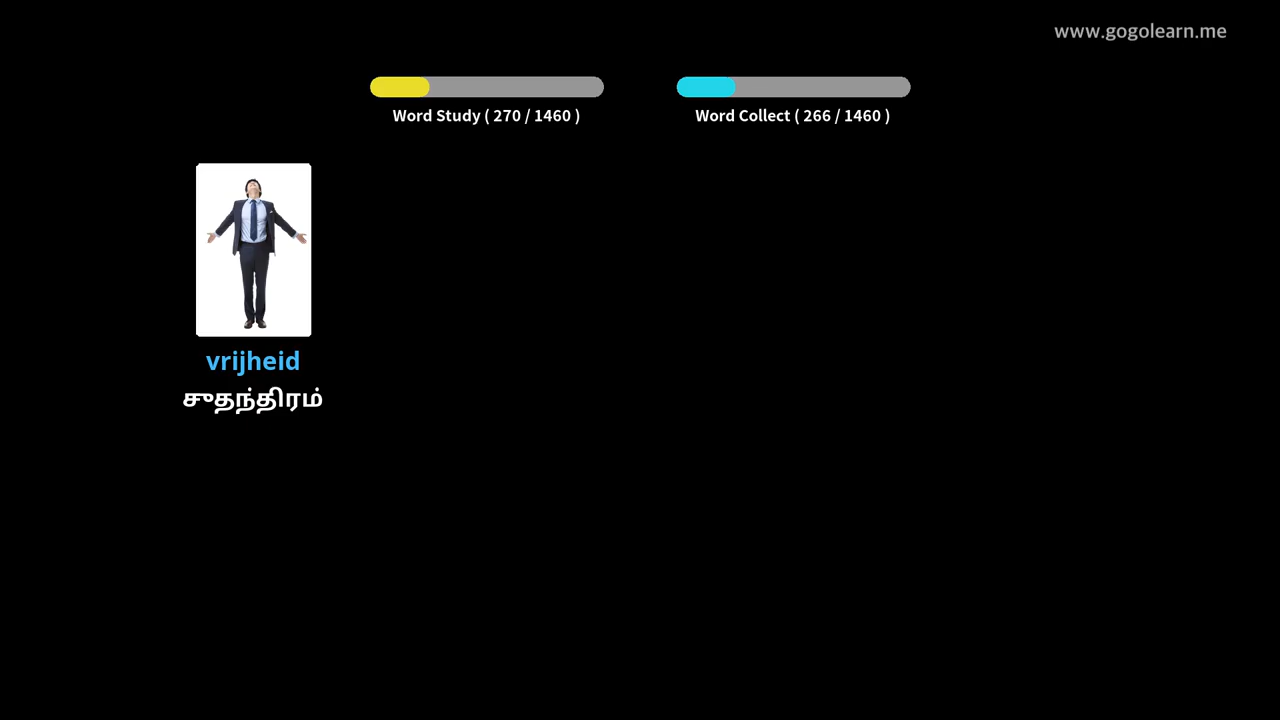 www.gogolearn.me
Word Study ( 270 / 1460 )
Word Collect ( 266 / 1460 )
vrijheid
சுதந்திரம்